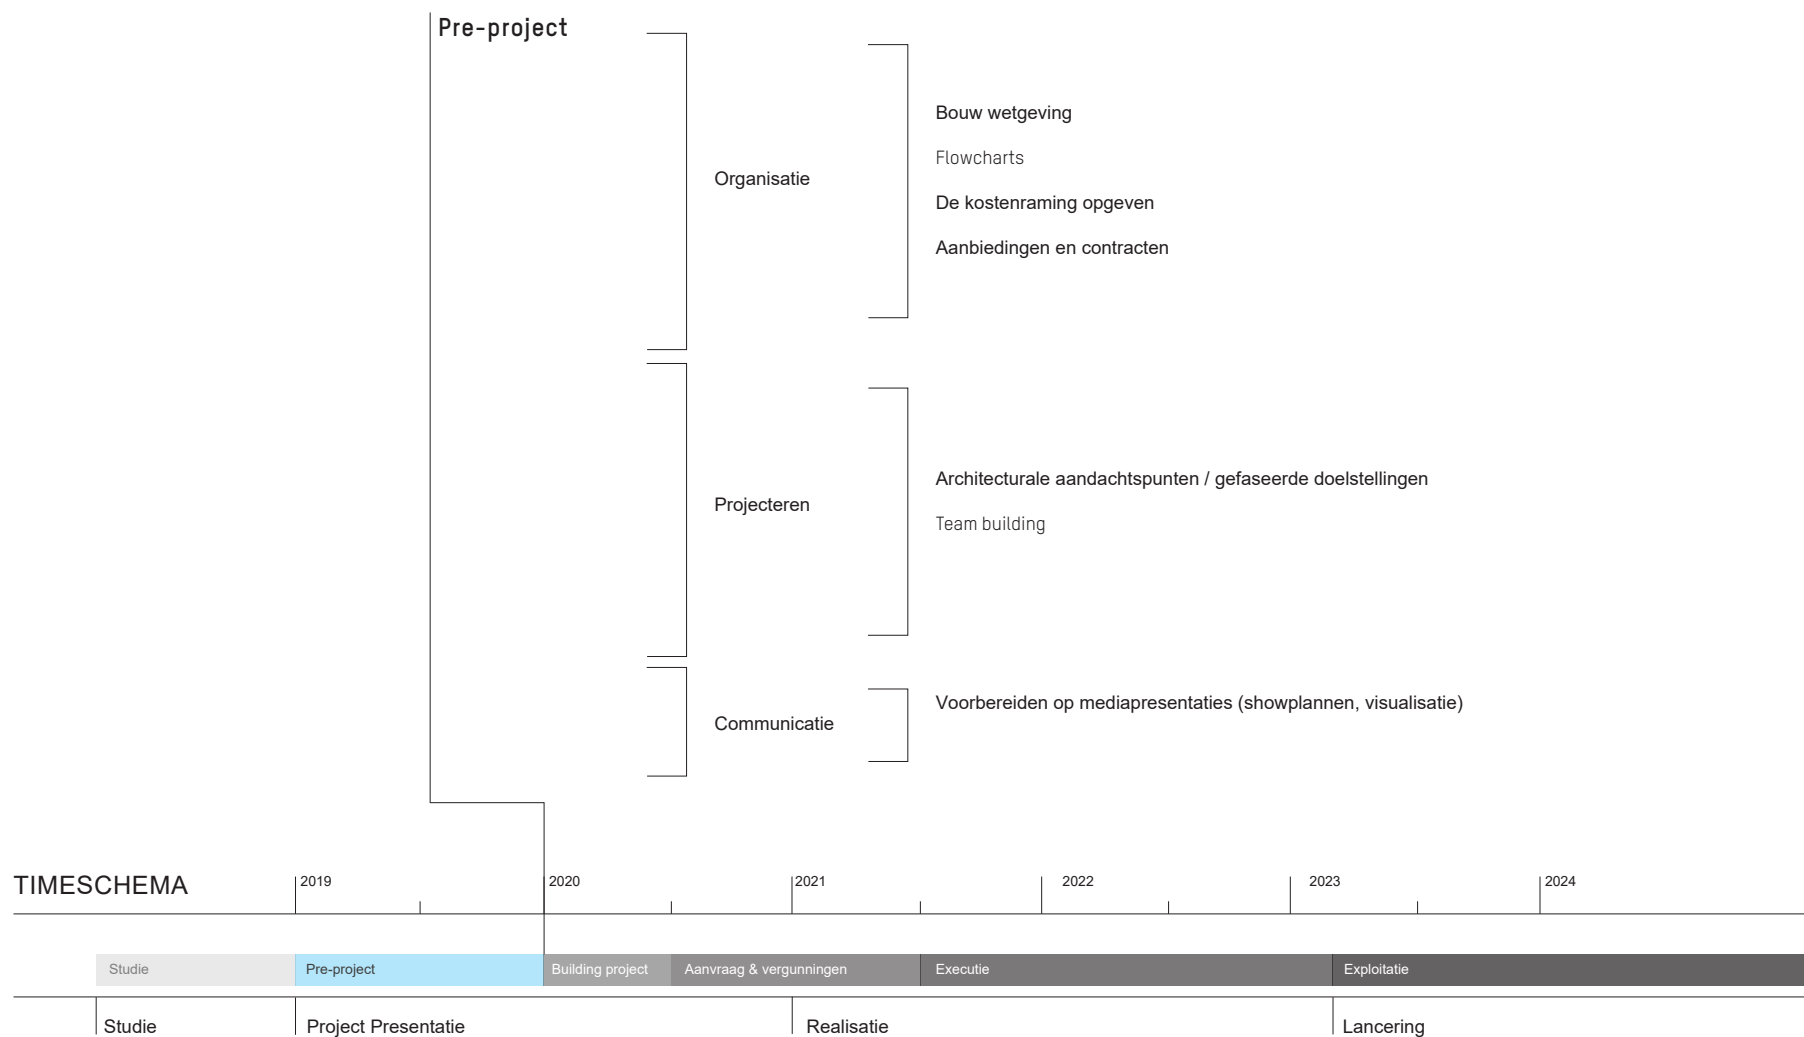 Pre-project
Organisatie
Bouw wetgeving
Flowcharts
De kostenraming opgeven
Aanbiedingen en contracten
Projecteren
Architecturale aandachtspunten / gefaseerde doelstellingen
Team building
Communicatie
Voorbereiden op mediapresentaties (showplannen, visualisatie)
TIMESCHEMA
2019
2020
2021
2022
2023
2024
Studie
Pre-project
Building project
Aanvraag & vergunningen
Executie
Exploitatie
Studie
Project Presentatie
Realisatie
Lancering